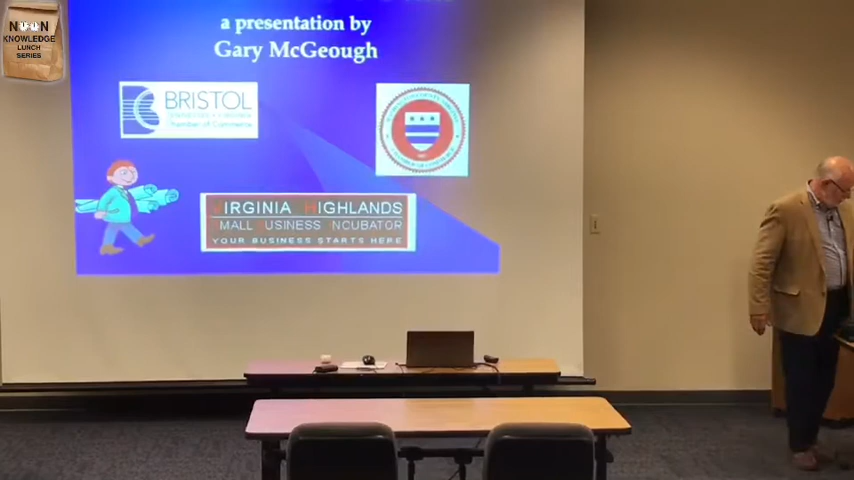 NOON
KNOWLEDGE
LUNCH
SERIES
a presentation by
Gary McGeough
BRISTOL
Chamber of Commerce
VIRGINIA HIGHLANDS
SMALL BUSINESS INCUBATOR
YOUR BUSINESS STARTS HERE